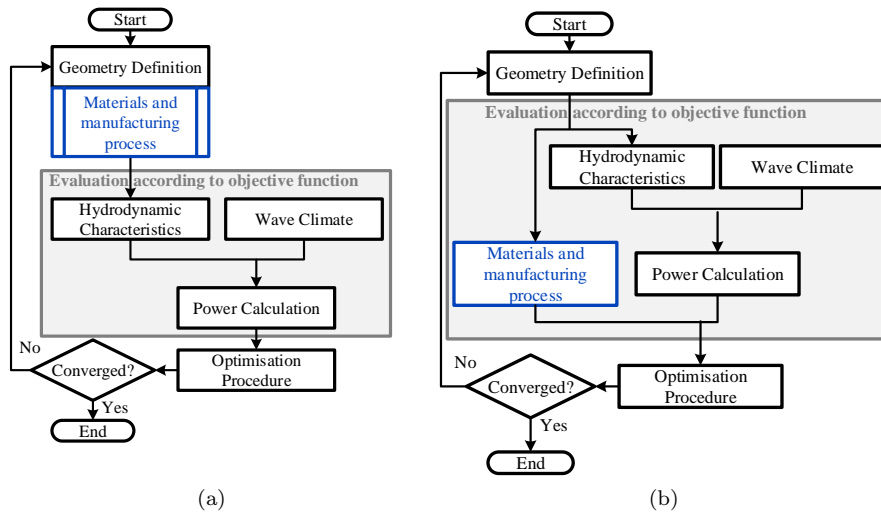 Start
Geometry Definition
Materials and
manufacturing
process
Evaluation according to objective function
Hydrodynamic
Characteristics
Wave Climate
Power Calculation
Optimisation
Procedure
Converged?
No
Yes
End
(a)
Start
Geometry Definition
Evaluation according to objective function
Hydrodynamic
Characteristics
Wave Climate
Materials and
manufacturing
process
Power Calculation
Optimisation
Procedure
Converged?
No
Yes
End
(b)